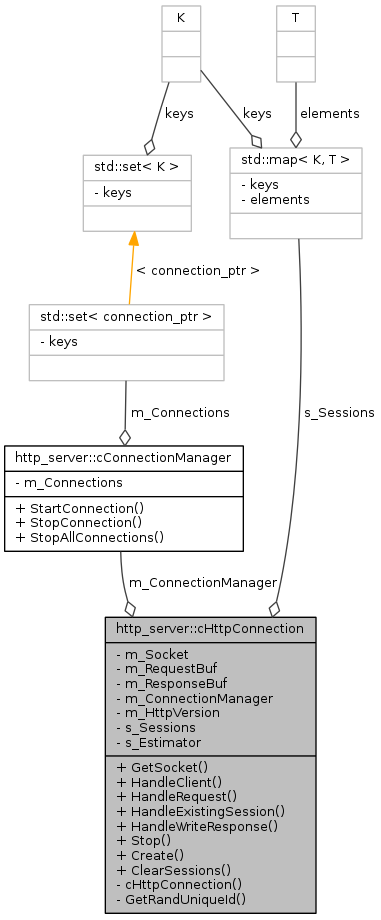 K
T
keys
keys
elements
std::set< K >
- keys
std::map< K, T >
- keys
- elements
< connection_ptr >
std::set< connection_ptr >
- keys
m_Connections
s_Sessions
http_server::cConnectionManager
- m_Connections
+ StartConnection()
+ StopConnection()
+ StopAllConnections()
m_ConnectionManager
http_server::cHttpConnection
- m_Socket
- m_RequestBuf
- m_ResponseBuf
- m_ConnectionManager
- m_HttpVersion
- s_Sessions
- s_Estimator
+ GetSocket()
+ HandleClient()
+ HandleRequest()
+ HandleExistingSession()
+ HandleWriteResponse()
+ Stop()
+ Create()
+ ClearSessions()
- cHttpConnection()
- GetRandUniqueId()